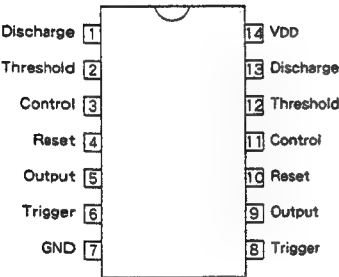 Discharge 1 14 VDD
Threshold 2 13 Discharge
Control 3 12 Threshold
Reset 4 11 Control
Output 5 10 Reset
Trigger 6 9 Output
GND 7 8 Trigger